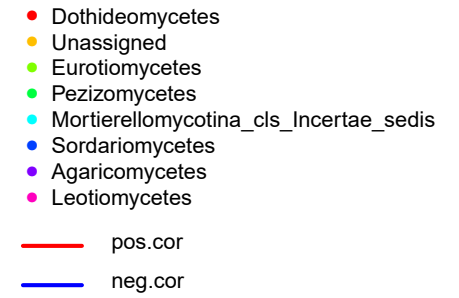 Dothideomycetes
Unassigned
Eurotiomycetes
Pezizomycetes
Mortierellomycotina_cls_Incertae_sedis
Sordariomycetes
Agaricomycetes
Leotiomycetes
pos.cor
neg.cor